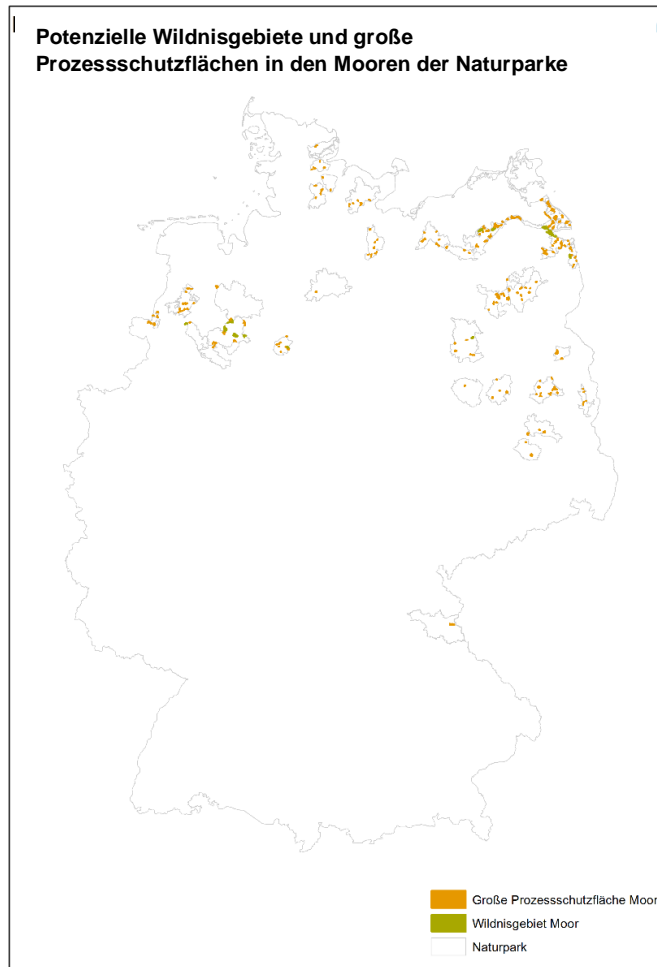 Potenzielle Wildnisgebiete und große
Prozessschutzflächen in den Mooren der Naturparke
Große Prozessschutzfläche Moor
Wildnisgebiet Moor
Naturpark